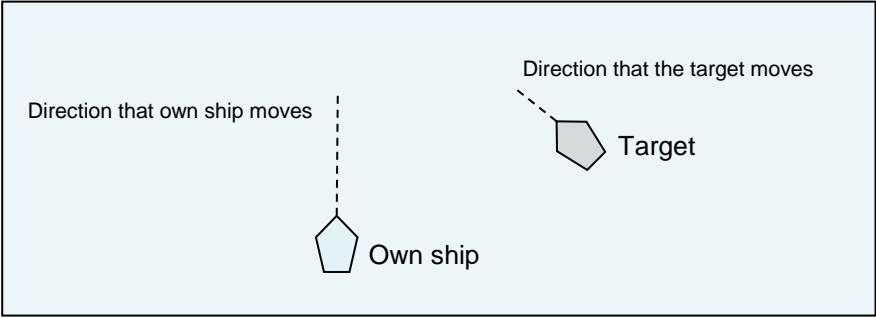 Direction that the target moves
Direction that own ship moves
Target
Own ship